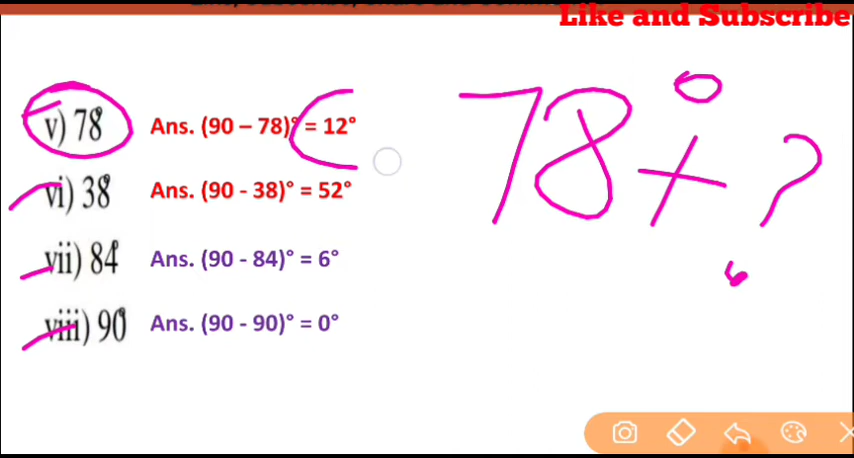 Like and Subscribe
v) 78° Ans. (90 – 78)° = 12°
78° + ?
vi) 38° Ans. (90 - 38)° = 52°
vii) 84° Ans. (90 - 84)° = 6°
viii) 90° Ans. (90 - 90)° = 0°